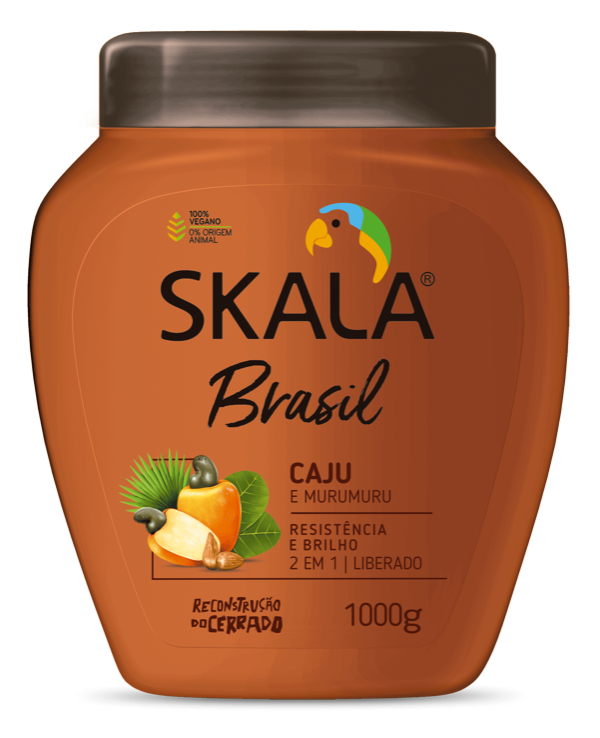 100%
VEGANO
0% ORIGEM
ANIMAL
SKALA®
Brasil
CAJU
E MURUMURU
RESISTÊNCIA
E BRILHO
2 EM 1 | LIBERADO
RECONSTRUÇÃO
DO CERRADO
1000g